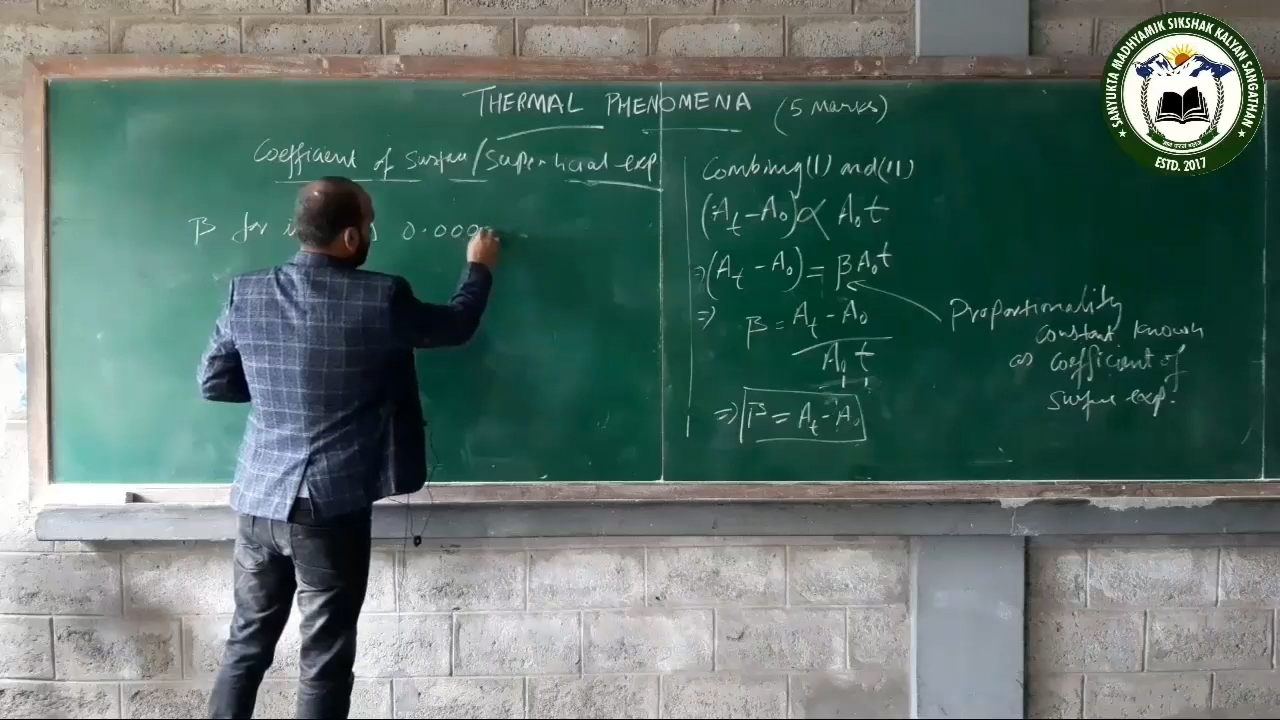 THERMAL PHENOMENA (5 Marks)
Coefficient of Surface/Superficial exp
β for is 0.000
Combing (I) and (II)
(At - A₀) ∝ A₀t
⇒ (At - A₀) = βA₀t
⇒ β = At - A₀ / A₀t
⇒ β = At - A₀
Proportionality
constant known
as coefficient of
surface exp.
SANYUKTA MADHYAMIK SIKSHAK KALYAN SANGATHAN
ESTD. 2017